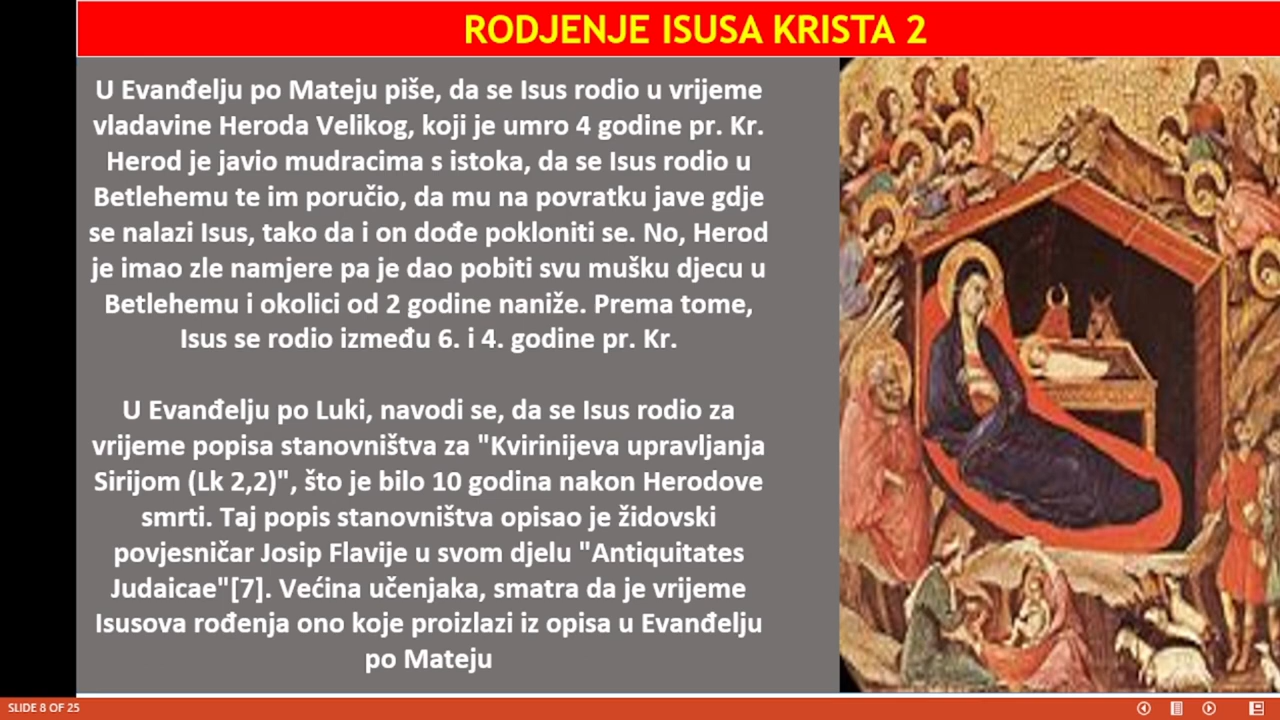 RODJENJE ISUSA KRISTA 2
U Evanđelju po Mateju piše, da se Isus rodio u vrijeme
vladavine Heroda Velikog, koji je umro 4 godine pr. Kr.
Herod je javio mudracima s istoka, da se Isus rodio u
Betlehemu te im poručio, da mu na povratku jave gdje
se nalazi Isus, tako da i on dođe pokloniti se. No, Herod
je imao zle namjere pa je dao pobiti svu mušku djecu u
Betlehemu i okolici od 2 godine naniže. Prema tome,
Isus se rodio između 6. i 4. godine pr. Kr.
U Evanđelju po Luki, navodi se, da se Isus rodio za
vrijeme popisa stanovništva za "Kvirinijeva upravljanja
Sirijom (Lk 2,2)", što je bilo 10 godina nakon Herodove
smrti. Taj popis stanovništva opisao je židovski
povjesničar Josip Flavije u svom djelu "Antiquitates
Judaicae"[7]. Većina učenjaka, smatra da je vrijeme
Isusova rođenja ono koje proizlazi iz opisa u Evanđelju
po Mateju
SLIDE 8 OF 25